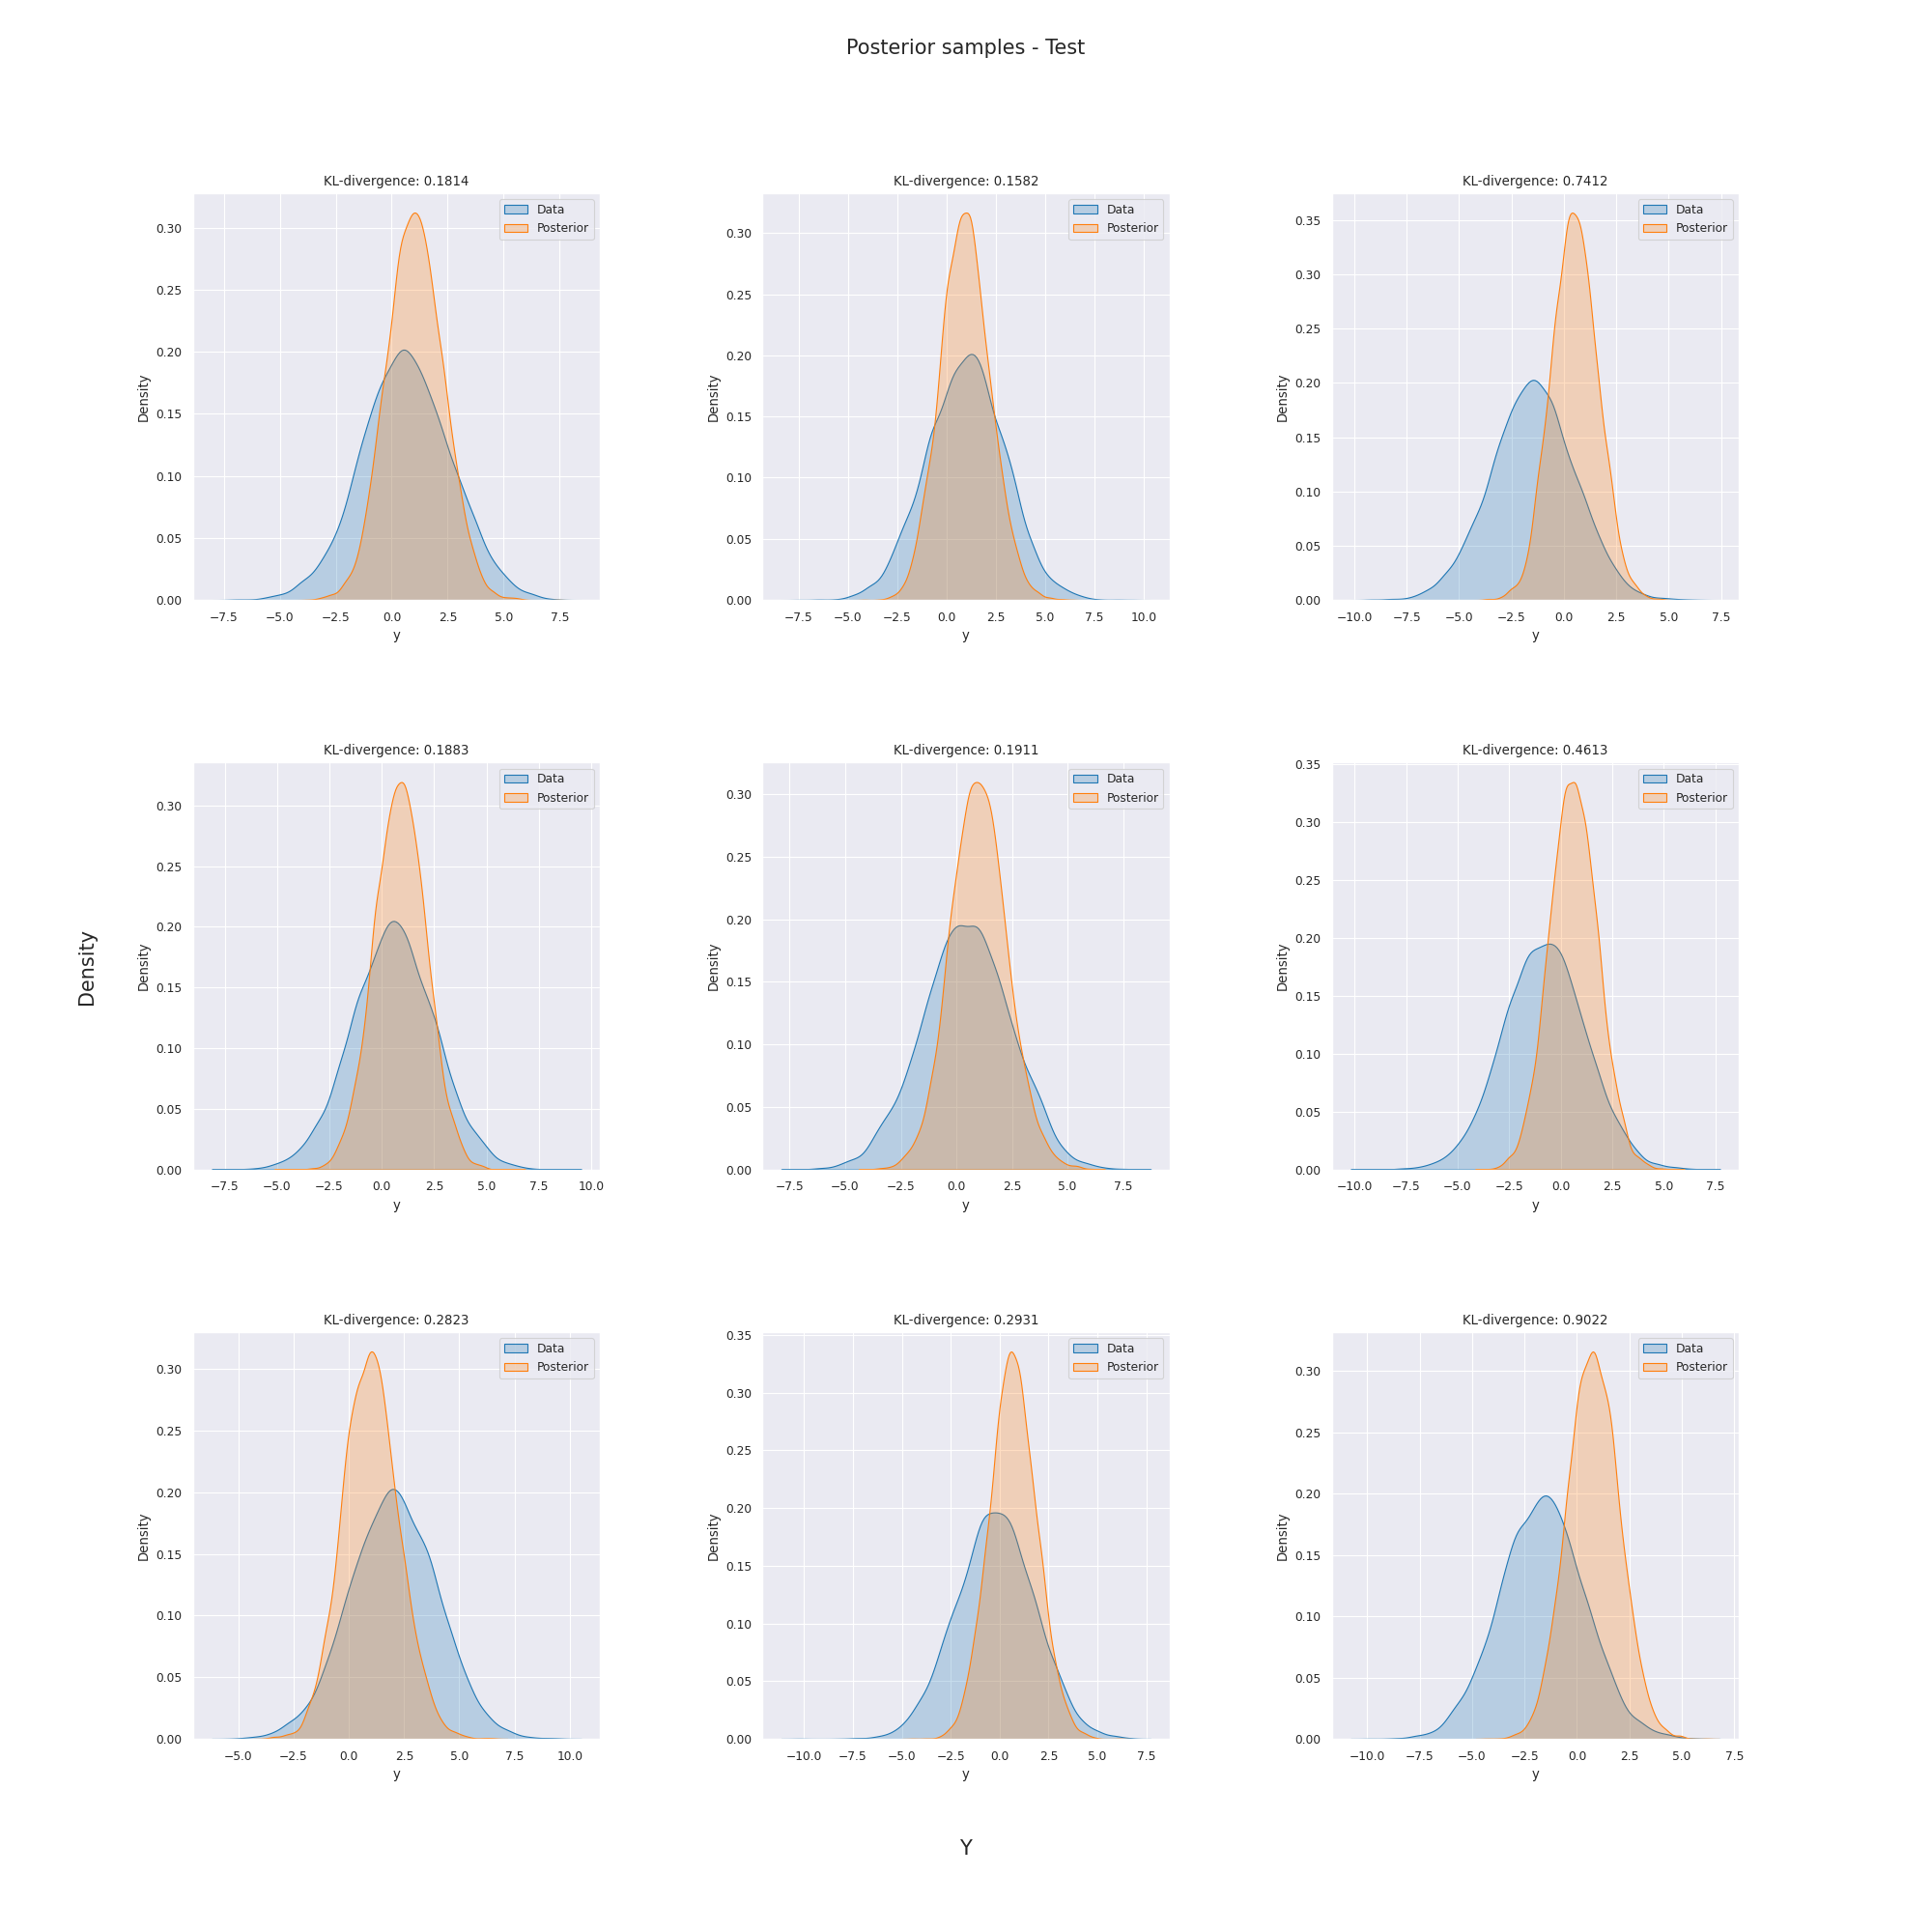 Posterior samples - Test
KL-divergence: 0.1814
Data
Posterior
0.30
0.25
0.20
0.15
0.10
0.05
0.00
Density
−7.5 −5.0 −2.5 0.0 2.5 5.0 7.5
y
KL-divergence: 0.1582
Data
Posterior
0.30
0.25
0.20
0.15
0.10
0.05
0.00
Density
−7.5 −5.0 −2.5 0.0 2.5 5.0 7.5 10.0
y
KL-divergence: 0.7412
Data
Posterior
0.35
0.30
0.25
0.20
0.15
0.10
0.05
0.00
Density
−10.0 −7.5 −5.0 −2.5 0.0 2.5 5.0 7.5
y
Density
KL-divergence: 0.1883
Data
Posterior
0.30
0.25
0.20
0.15
0.10
0.05
0.00
Density
−7.5 −5.0 −2.5 0.0 2.5 5.0 7.5 10.0
y
KL-divergence: 0.1911
Data
Posterior
0.30
0.25
0.20
0.15
0.10
0.05
0.00
Density
−7.5 −5.0 −2.5 0.0 2.5 5.0 7.5
y
KL-divergence: 0.4613
Data
Posterior
0.35
0.30
0.25
0.20
0.15
0.10
0.05
0.00
Density
−10.0 −7.5 −5.0 −2.5 0.0 2.5 5.0 7.5
y
KL-divergence: 0.2823
Data
Posterior
0.30
0.25
0.20
0.15
0.10
0.05
0.00
Density
−5.0 −2.5 0.0 2.5 5.0 7.5 10.0
y
KL-divergence: 0.2931
Data
Posterior
0.35
0.30
0.25
0.20
0.15
0.10
0.05
0.00
Density
−10.0 −7.5 −5.0 −2.5 0.0 2.5 5.0 7.5
y
KL-divergence: 0.9022
Data
Posterior
0.30
0.25
0.20
0.15
0.10
0.05
0.00
Density
−10.0 −7.5 −5.0 −2.5 0.0 2.5 5.0 7.5
y
Y